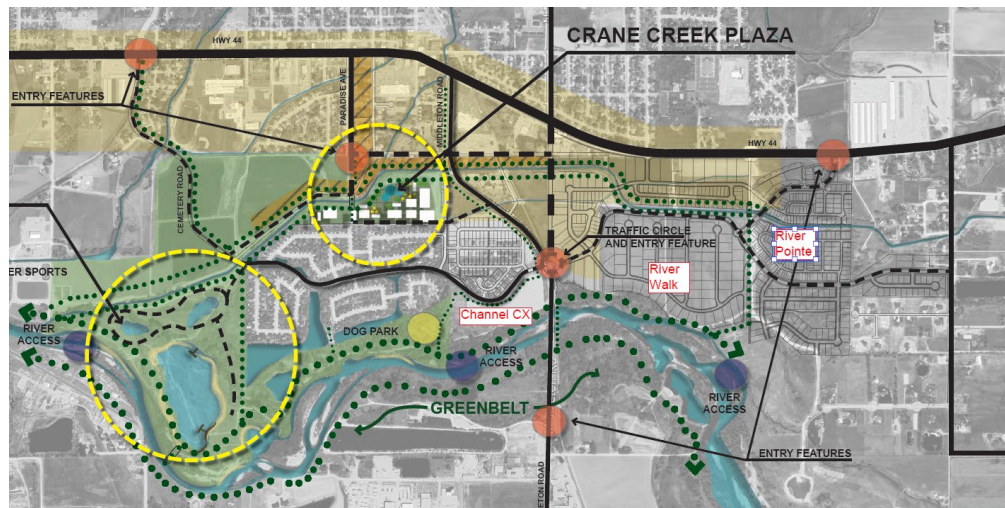 HWY 44
CRANE CREEK PLAZA
ENTRY FEATURES
PARADISE AVE
MIDDLETON ROAD
HWY 44
CEMETERY ROAD
TRAFFIC CIRCLE
AND ENTRY FEATURE
River
Pointe
River
Walk
ER SPORTS
Channel CX
RIVER
ACCESS
DOG PARK
RIVER
ACCESS
RIVER
ACCESS
GREENBELT
ENTRY FEATURES
ETON ROAD